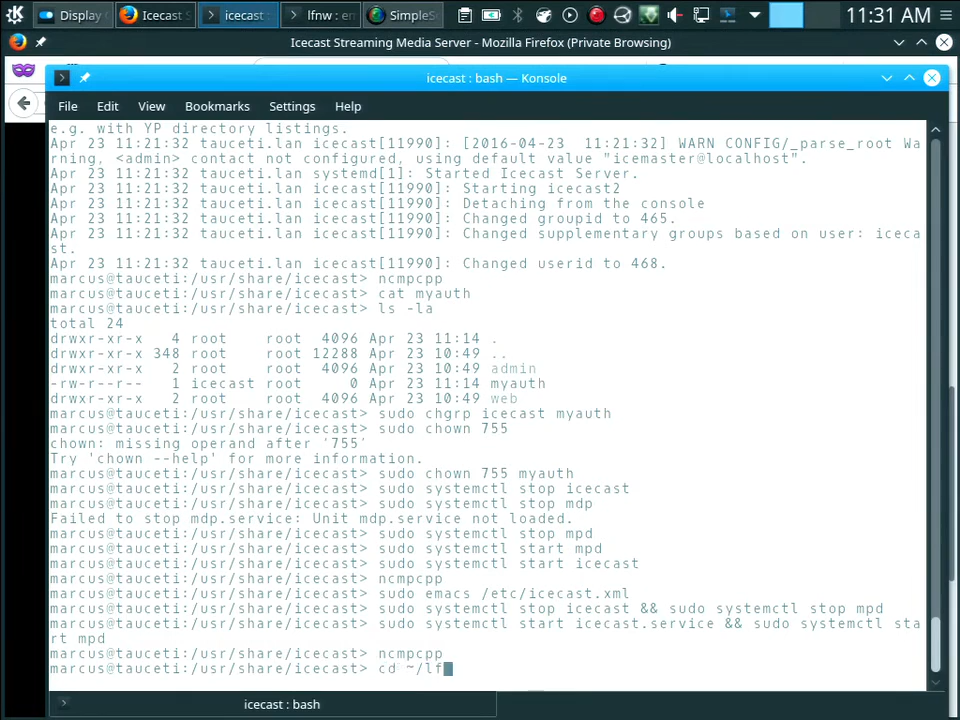 Display
Icecast S
icecast :
lfnw : em
SimpleSc
11:31 AM
Icecast Streaming Media Server - Mozilla Firefox (Private Browsing)
icecast : bash — Konsole
File Edit View Bookmarks Settings Help
e.g. with YP directory listings.
Apr 23 11:21:32 tauceti.lan icecast[11990]: [2016-04-23  11:21:32] WARN CONFIG/_parse_root Wa
rning, <admin> contact not configured, using default value "icemaster@localhost".
Apr 23 11:21:32 tauceti.lan systemd[1]: Started Icecast Server.
Apr 23 11:21:32 tauceti.lan icecast[11990]: Starting icecast2
Apr 23 11:21:32 tauceti.lan icecast[11990]: Detaching from the console
Apr 23 11:21:32 tauceti.lan icecast[11990]: Changed groupid to 465.
Apr 23 11:21:32 tauceti.lan icecast[11990]: Changed supplementary groups based on user: iceca
st.
Apr 23 11:21:32 tauceti.lan icecast[11990]: Changed userid to 468.
marcus@tauceti:/usr/share/icecast> ncmpcpp
marcus@tauceti:/usr/share/icecast> cat myauth
marcus@tauceti:/usr/share/icecast> ls -la
total 24
drwxr-xr-x   4 root    root  4096 Apr 23 11:14 .
drwxr-xr-x 348 root    root 12288 Apr 23 10:49 ..
drwxr-xr-x   2 root    root  4096 Apr 23 10:49 admin
-rw-r--r--   1 icecast root     0 Apr 23 11:14 myauth
drwxr-xr-x   2 root    root  4096 Apr 23 10:49 web
marcus@tauceti:/usr/share/icecast> sudo chgrp icecast myauth
marcus@tauceti:/usr/share/icecast> sudo chown 755
chown: missing operand after '755'
Try 'chown --help' for more information.
marcus@tauceti:/usr/share/icecast> sudo chown 755 myauth
marcus@tauceti:/usr/share/icecast> sudo systemctl stop icecast
marcus@tauceti:/usr/share/icecast> sudo systemctl stop mdp
Failed to stop mdp.service: Unit mdp.service not loaded.
marcus@tauceti:/usr/share/icecast> sudo systemctl stop mpd
marcus@tauceti:/usr/share/icecast> sudo systemctl start mpd
marcus@tauceti:/usr/share/icecast> sudo systemctl start icecast
marcus@tauceti:/usr/share/icecast> ncmpcpp
marcus@tauceti:/usr/share/icecast> sudo emacs /etc/icecast.xml
marcus@tauceti:/usr/share/icecast> sudo systemctl stop icecast && sudo systemctl stop mpd
marcus@tauceti:/usr/share/icecast> sudo systemctl start icecast.service && sudo systemctl sta
rt mpd
marcus@tauceti:/usr/share/icecast> ncmpcpp
marcus@tauceti:/usr/share/icecast> cd ~/lf
icecast : bash